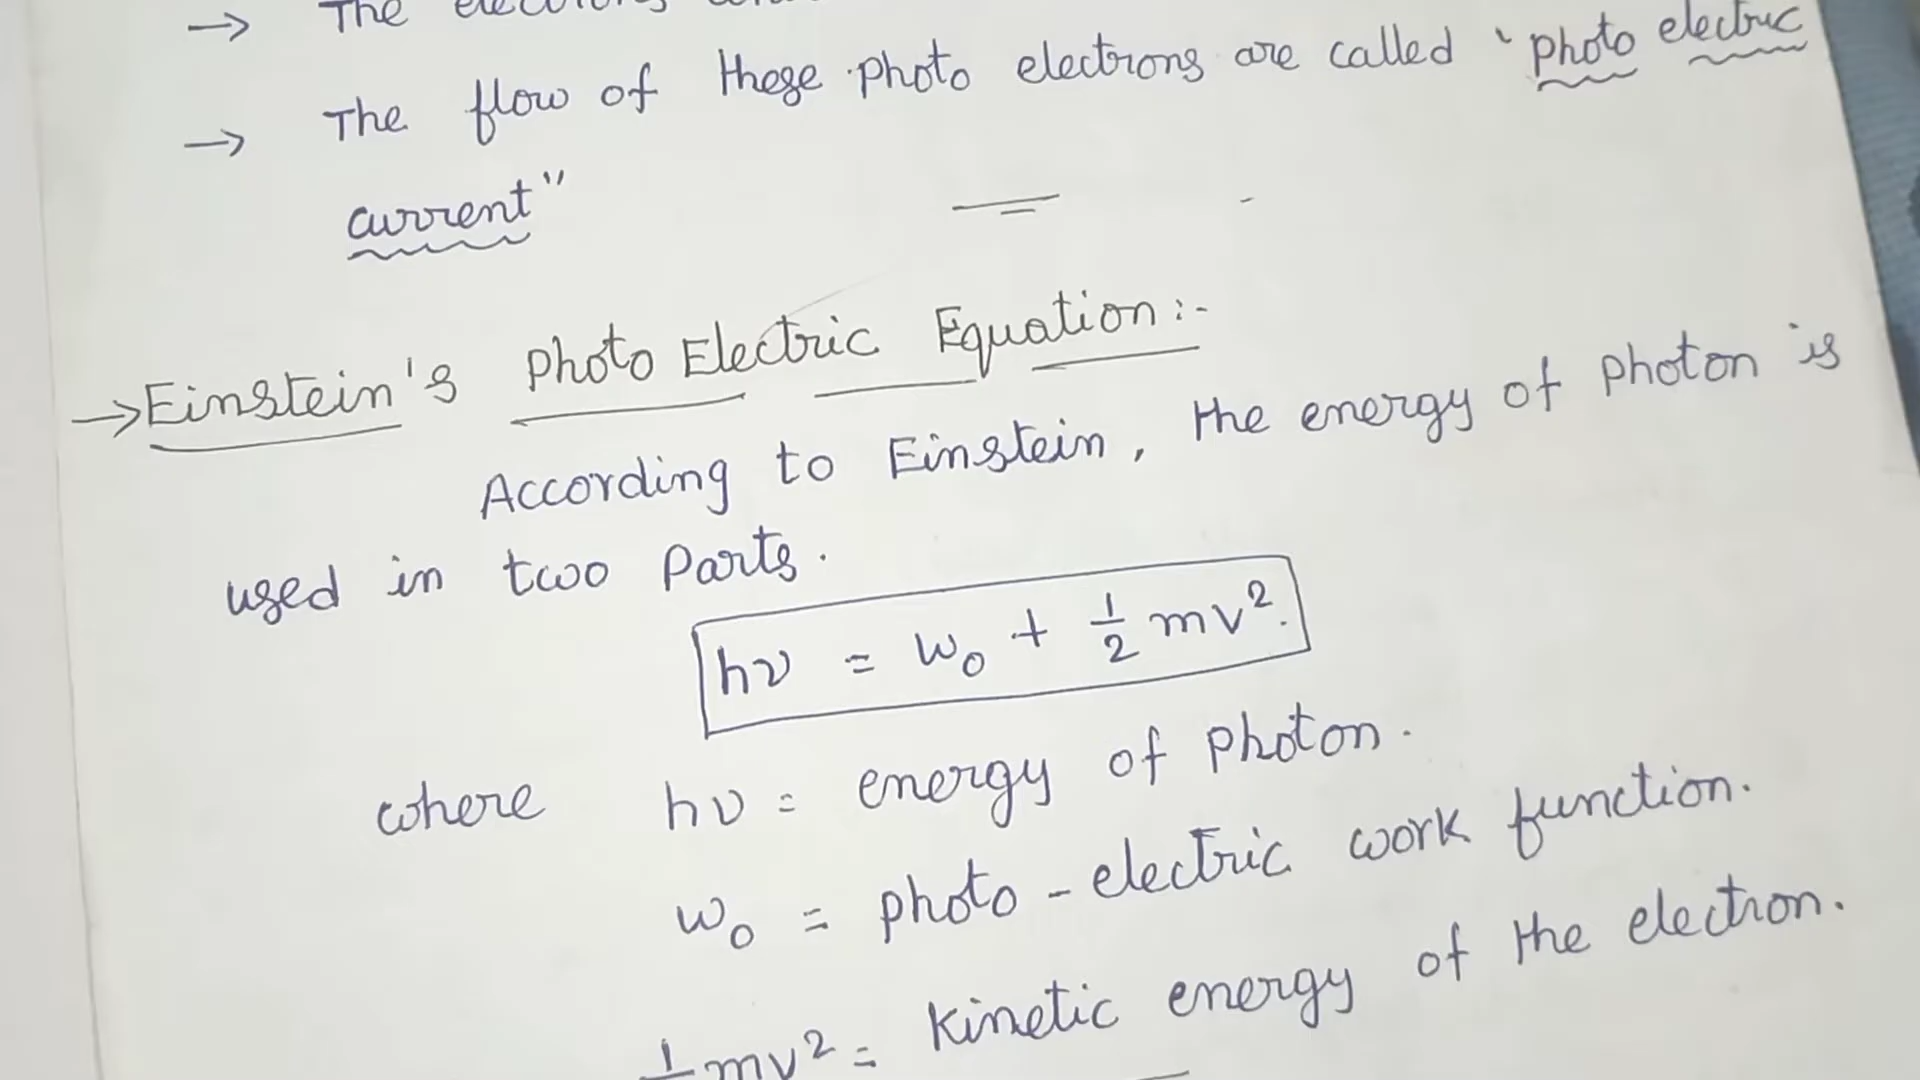 → The
→ The flow of these photo electrons are called "photo electric
current"
→ Einstein's Photo Electric Equation :-
According to Einstein, the energy of photon is
used in two Parts.
hν = W₀ + 1/2 mv².
where hν = energy of photon.
W₀ = photo - electric work function.
1/2 mv² = Kinetic energy of the electron.